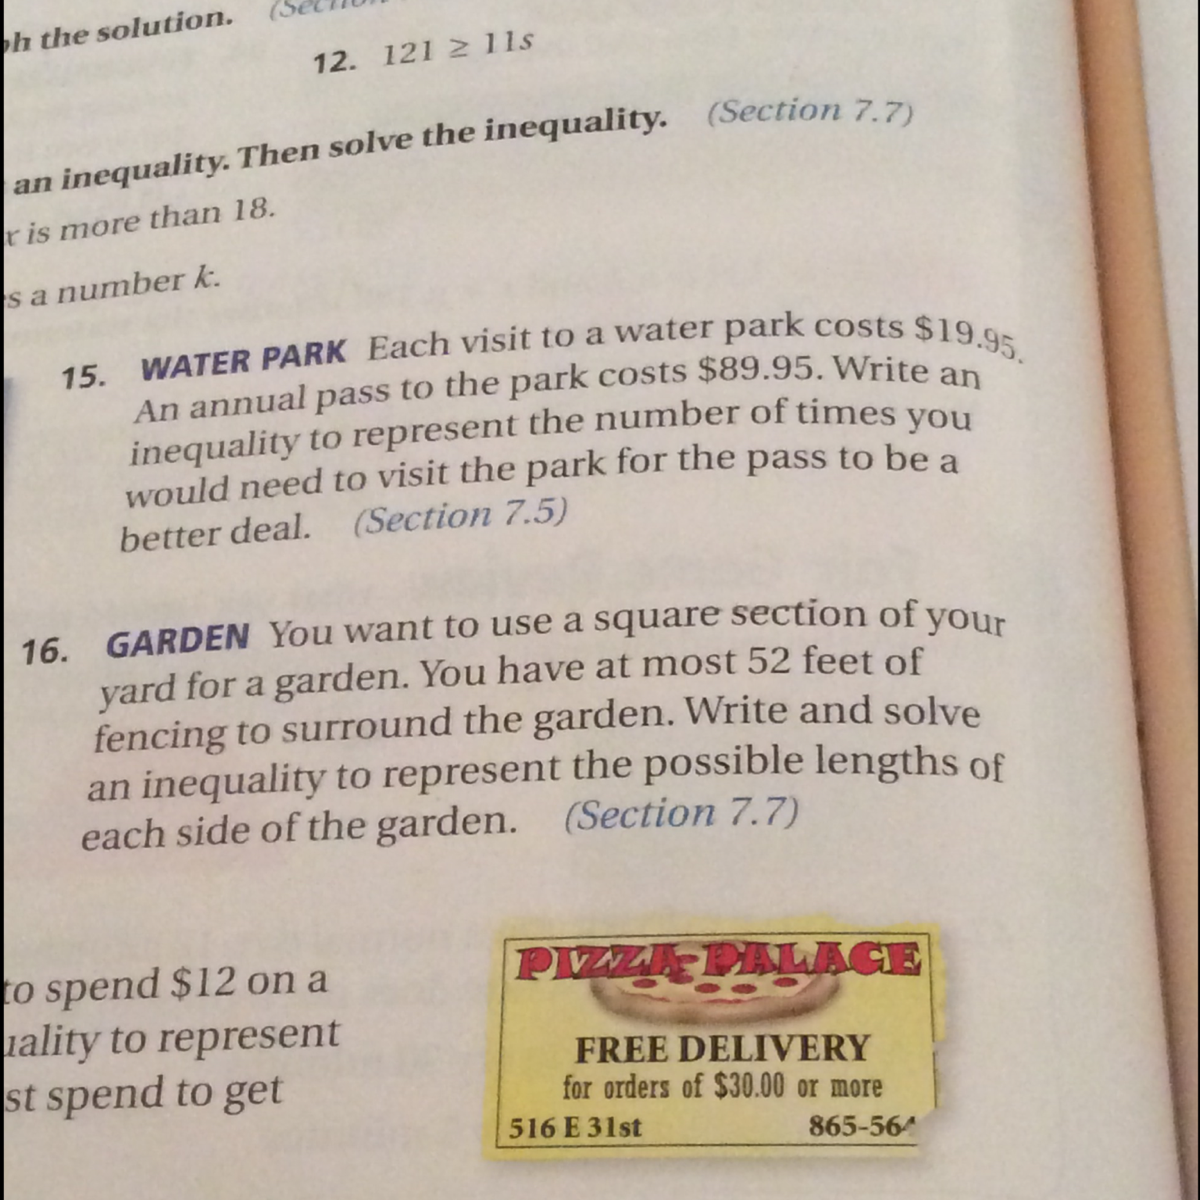 the solution.
12. 121 ≥ 11s
an inequality. Then solve the inequality. (Section 7.7)
is more than 18.
a number k.
15. WATER PARK Each visit to a water park costs $19.95.
An annual pass to the park costs $89.95. Write an
inequality to represent the number of times you
would need to visit the park for the pass to be a
better deal. (Section 7.5)
16. GARDEN You want to use a square section of your
yard for a garden. You have at most 52 feet of
fencing to surround the garden. Write and solve
an inequality to represent the possible lengths of
each side of the garden. (Section 7.7)
to spend $12 on a
to represent
spend to get
PIZZA PALACE
FREE DELIVERY
for orders of $30.00 or more
516 E 31st 865-56